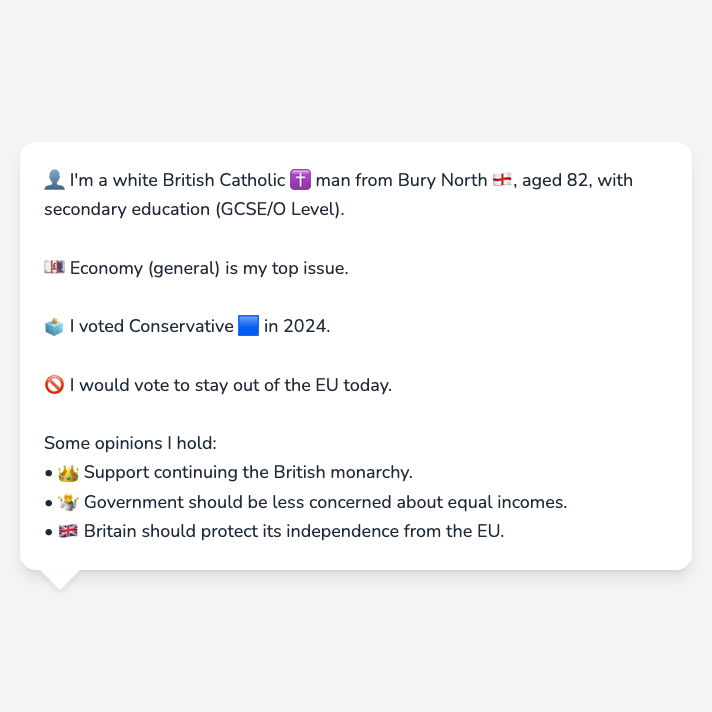 👤 I'm a white British Catholic ✝️ man from Bury North 🏴󠁧󠁢󠁥󠁮󠁧󠁿, aged 82, with
secondary education (GCSE/O Level).
💷 Economy (general) is my top issue.
🗳️ I voted Conservative 🟦 in 2024.
🚫 I would vote to stay out of the EU today.
Some opinions I hold:
• 👑 Support continuing the British monarchy.
• 🤷 Government should be less concerned about equal incomes.
• 🇬🇧 Britain should protect its independence from the EU.